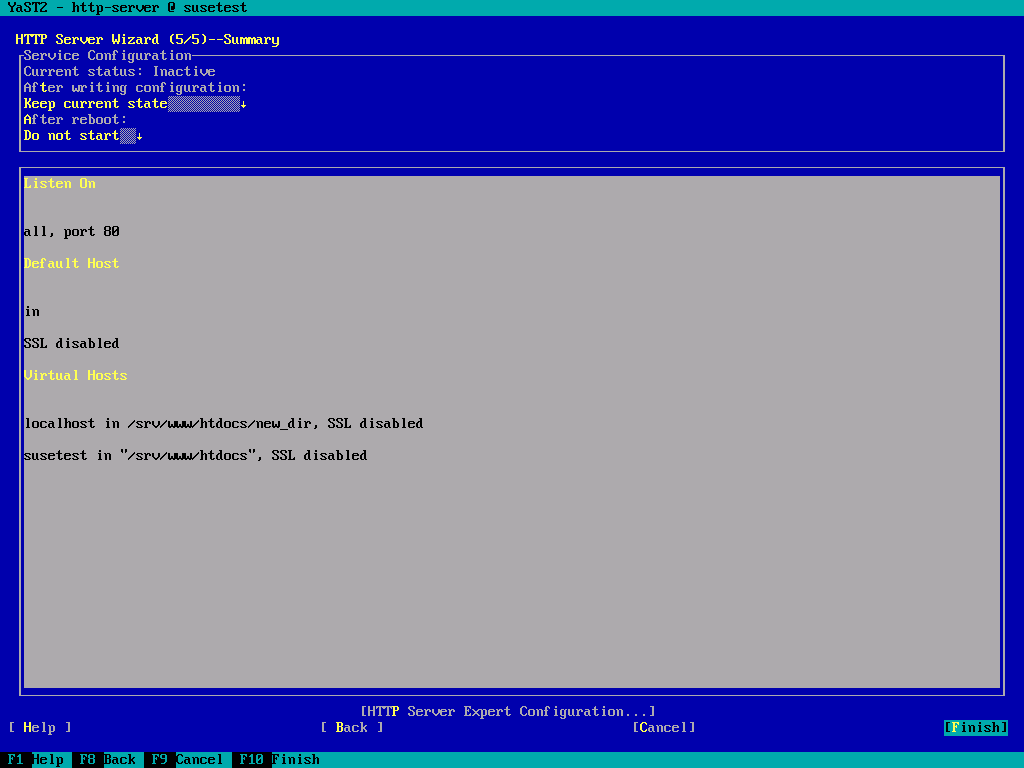 YaST2 - http-server @ susetest
HTTP Server Wizard (5/5)--Summary
Service Configuration
Current status: Inactive
After writing configuration:
Keep current state↓
After reboot:
Do not start↓
Listen On
all, port 80
Default Host
in
SSL disabled
Virtual Hosts
localhost in /srv/www/htdocs/new_dir, SSL disabled
susetest in "/srv/www/htdocs", SSL disabled
[HTTP Server Expert Configuration...]
[ Help ] [ Back ] [Cancel] [Finish]
F1 Help F8 Back F9 Cancel F10 Finish